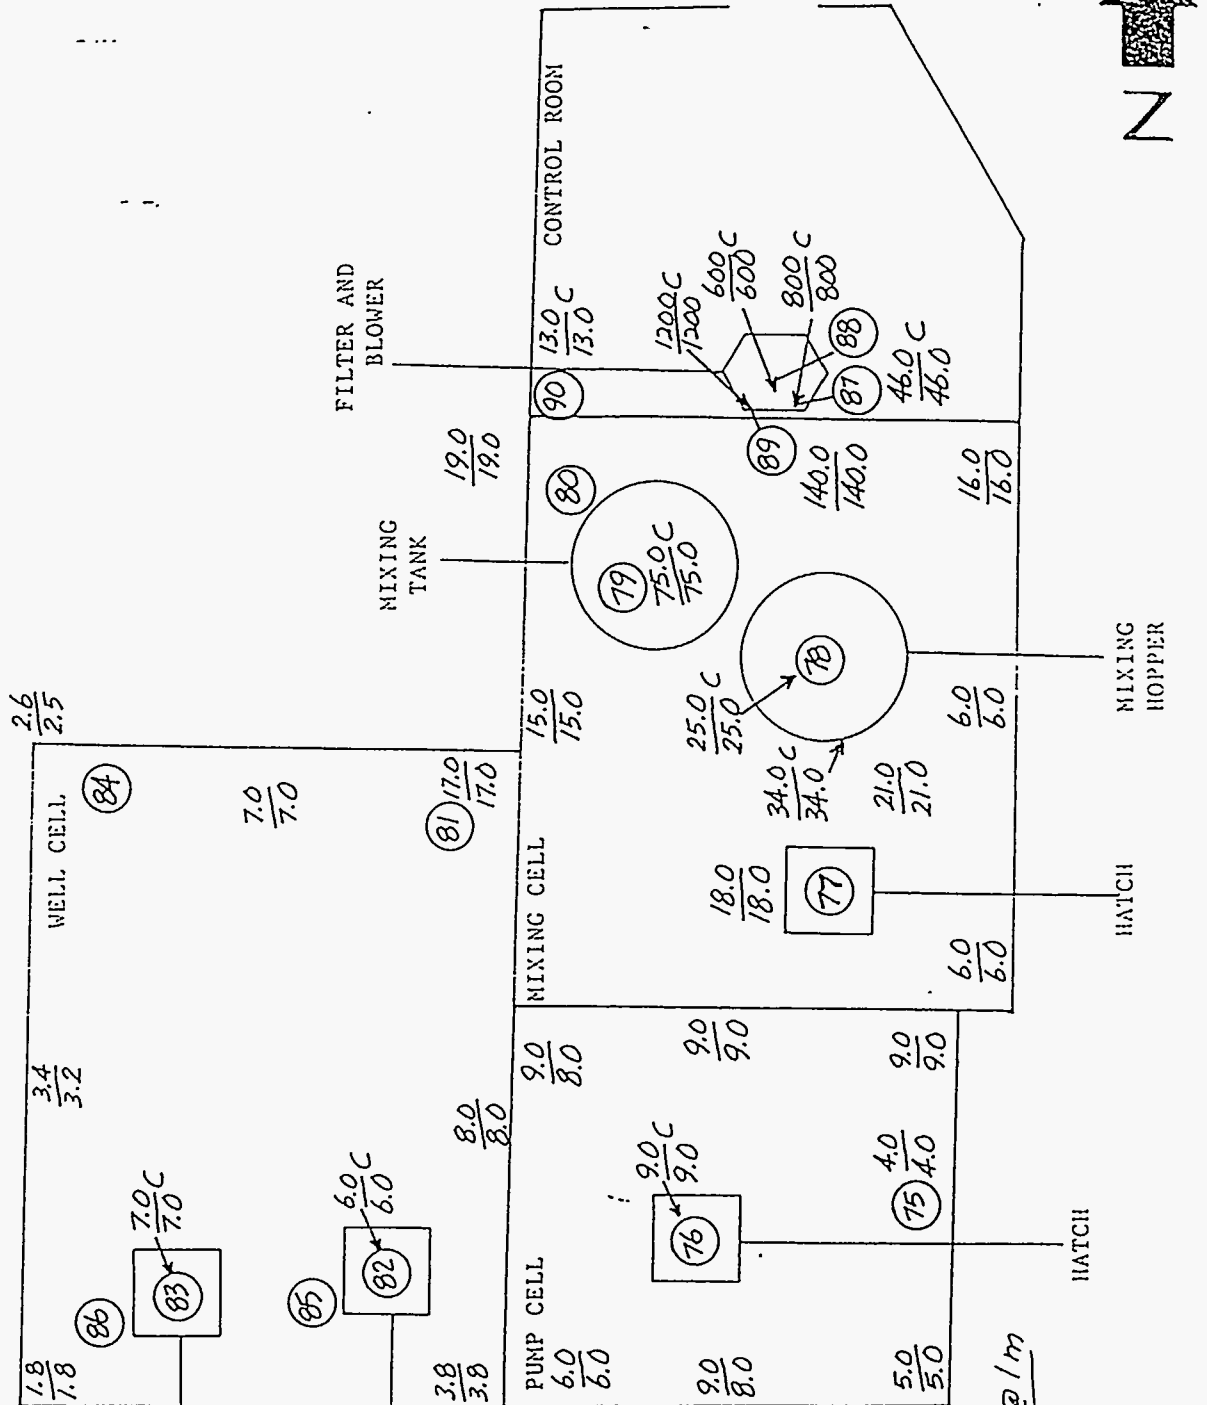 FILTER AND
BLOWER
CONTROL ROOM
13.0 C
13.0
90
1200 C
1200
600 C
600
800 C
800
88
87
46.0 C
46.0
89
140.0
140.0
16.0
16.0
19.0
19.0
80
MIXING
TANK
79
75.0 C
75.0
15.0
15.0
25.0 C
25.0
78
34.0 C
34.0
21.0
21.0
6.0
6.0
MIXING
HOPPER
MIXING CELL
18.0
18.0
77
HATCH
6.0
6.0
2.6
2.5
WELL CELL
84
7.0
7.0
81
17.0
17.0
3.4
3.2
8.0
8.0
7.0 C
7.0
83
86
6.0 C
6.0
82
85
1.8
1.8
3.8
3.8
PUMP CELL
9.0
8.0
9.0
9.0
9.0
9.0
9.0 C
9.0
76
4.0
4.0
75
HATCH
6.0
6.0
9.0
8.0
5.0
5.0
@ 1m
N